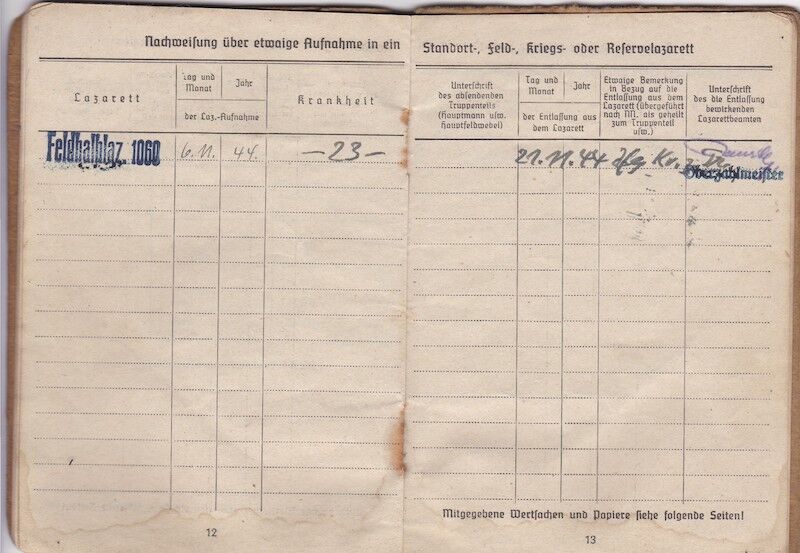 Nachweisung über etwaige Aufnahme in ein
Lazarett
Tag und
Monat
Jahr
der Laz.-Aufnahme
Krankheit
Feldhalblaz. 1060
6. 11.
44.
—23—
12
Standort-, Feld-, Kriegs- oder Reservelazarett
Unterschrift
des absendenden
Truppenteils
(Hauptmann usw.
Hauptfeldwebel)
Tag und
Monat
Jahr
der Entlassung aus
dem Lazarett
Etwaige Bemerkung
in Bezug auf die
Entlassung aus dem
Lazarett (übergeführt
nach NN. als geheilt
zum Truppenteil
usw.)
Unterschrift
des die Entlassung
bewirkenden
Lazarettbeamten
21. 11. 44
Oberzahlmeister
Mitgegebene Wertsachen und Papiere siehe folgende Seiten!
13